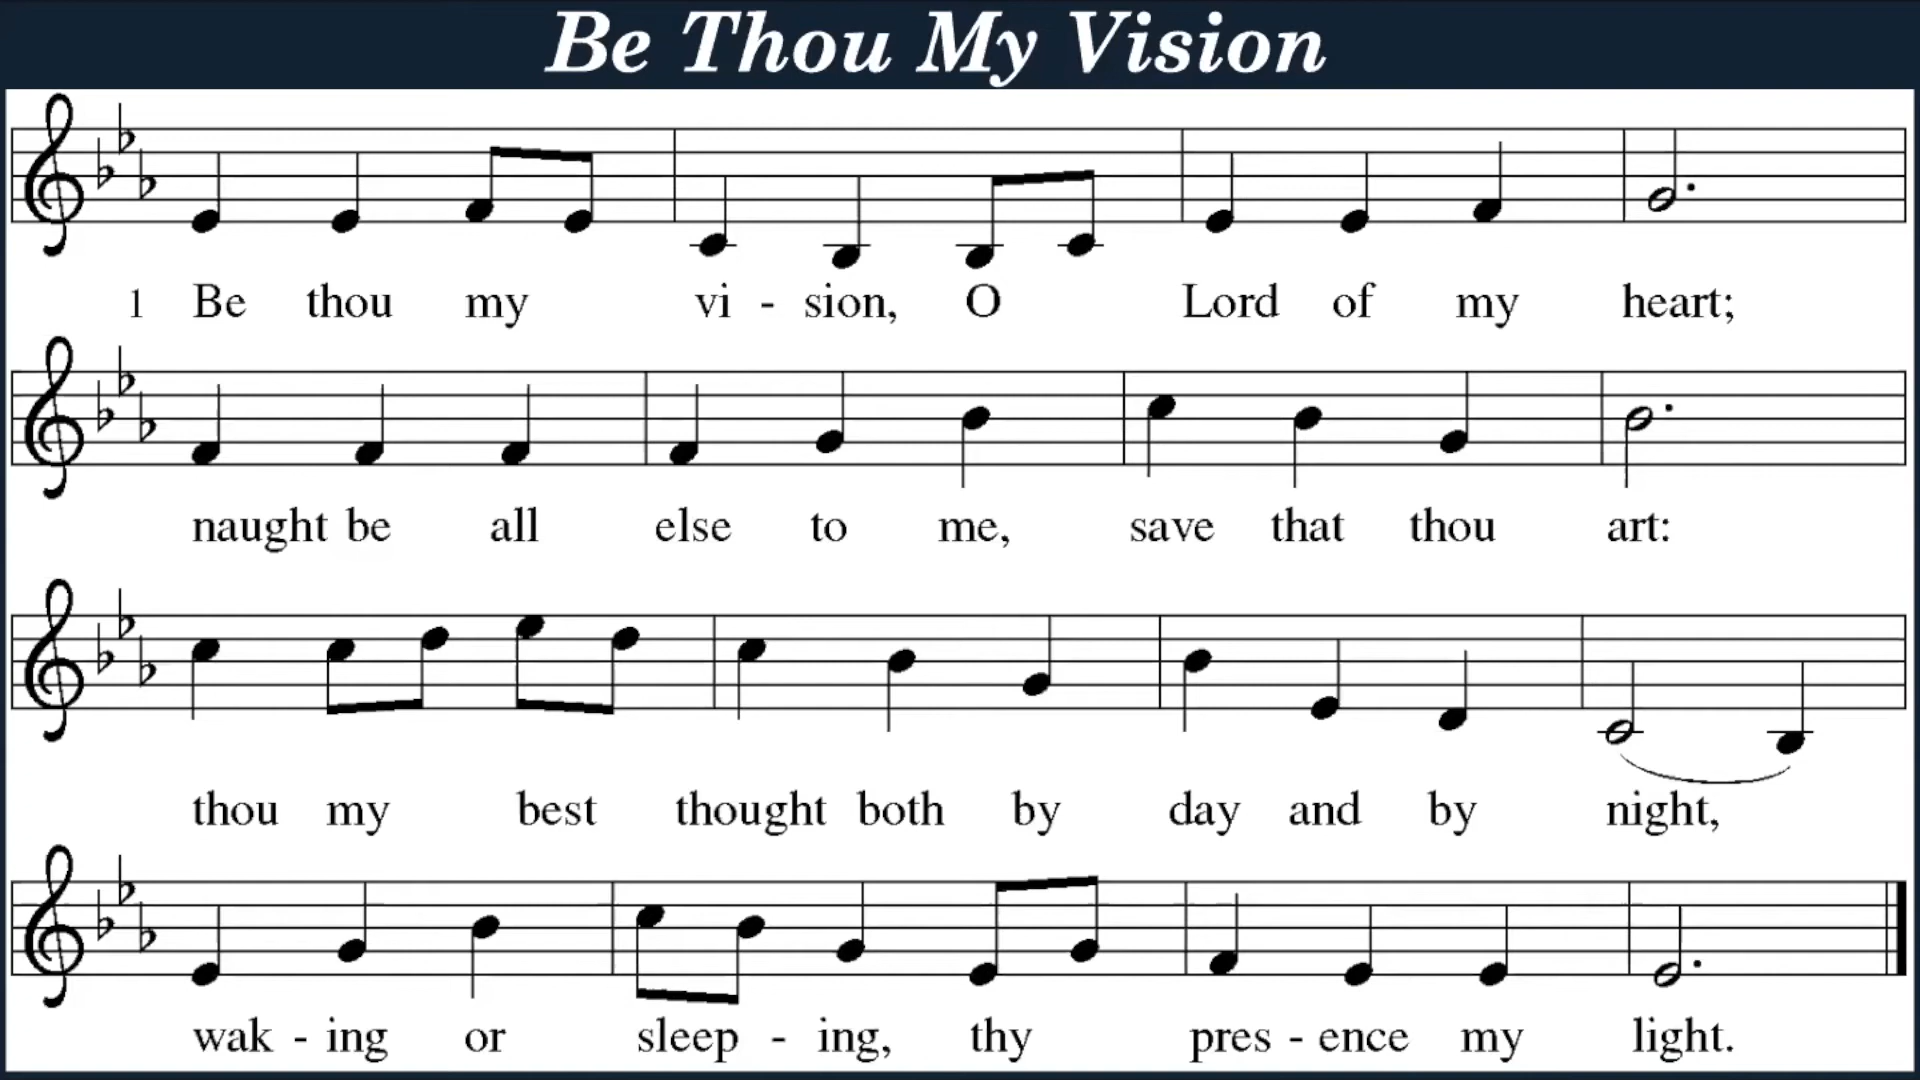 Be Thou My Vision
1 Be thou my vi - sion, O Lord of my heart;
naught be all else to me, save that thou art:
thou my best thought both by day and by night,
wak - ing or sleep - ing, thy pres - ence my light.